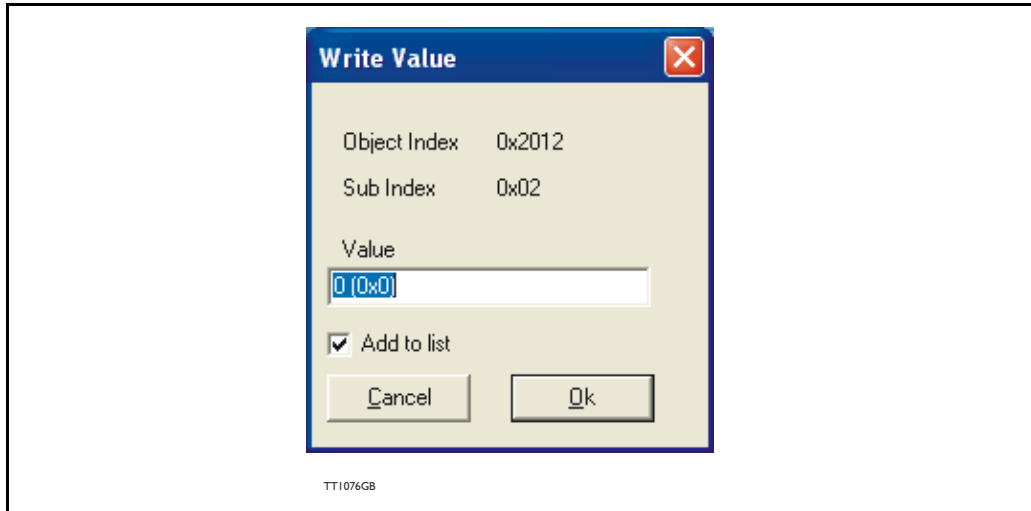 Write Value
Object Index 0x2012
Sub Index 0x02
Value
0 (0x0)
Add to list
Cancel Ok
TT1076GB